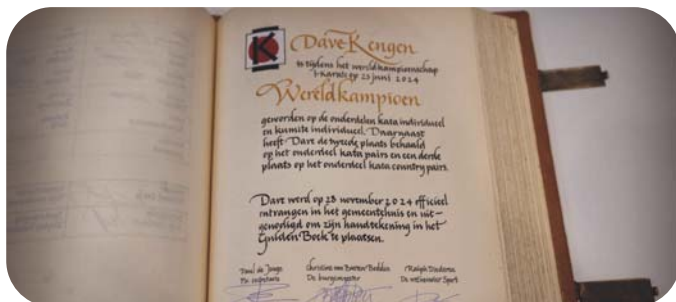 K
Dave Kengen
is tijdens het wereldkampioenschap
I-Karate op 23 juni 2024
Wereldkampioen
geworden op de onderdelen kata individueel
en kumite individueel. Daarnaast
heeft Dave de tweede plaats behaald
op het onderdeel kata pairs en een derde
plaats op het onderdeel kata country pairs.
Dave werd op 28 november 2024 officieel
ontvangen in het gemeentehuis en uit-
genodigd om zijn handtekening in het
Gulden Boek te plaatsen.
Paul de Jonge Christine van Basten Boddin Ralph Diederen
De secretaris De burgemeester De wethouder Sport